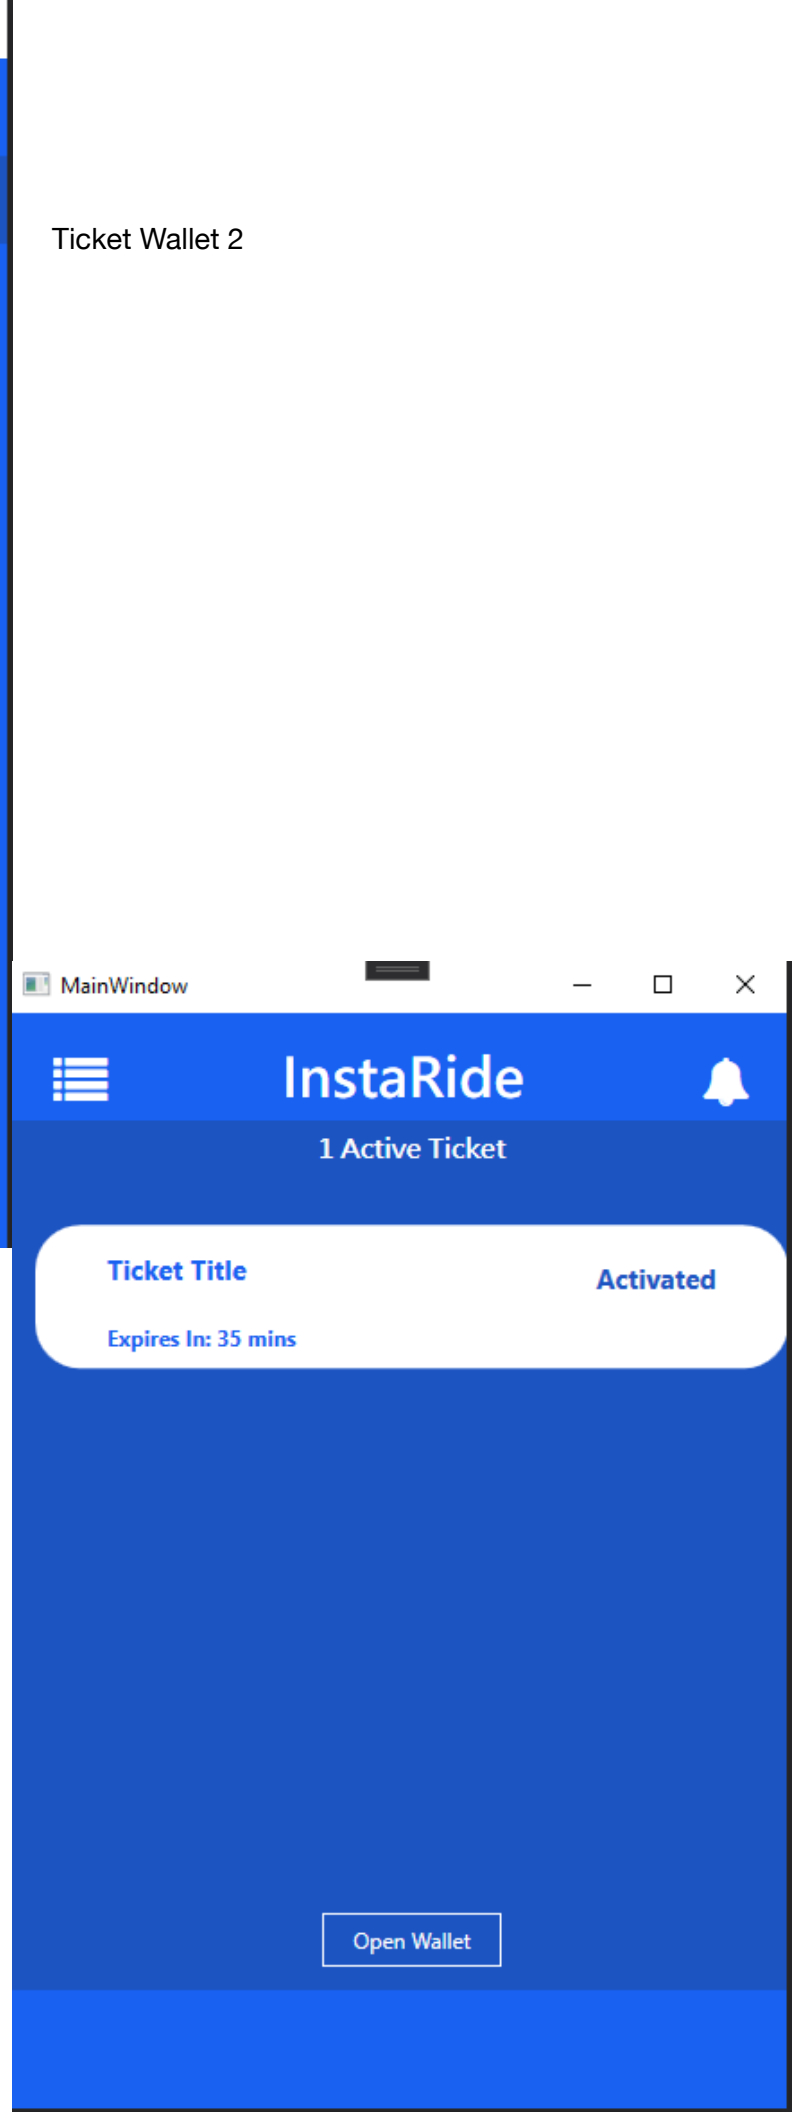 Ticket Wallet 2
MainWindow
InstaRide
1 Active Ticket
Ticket Title
Activated
Expires In: 35 mins
Open Wallet